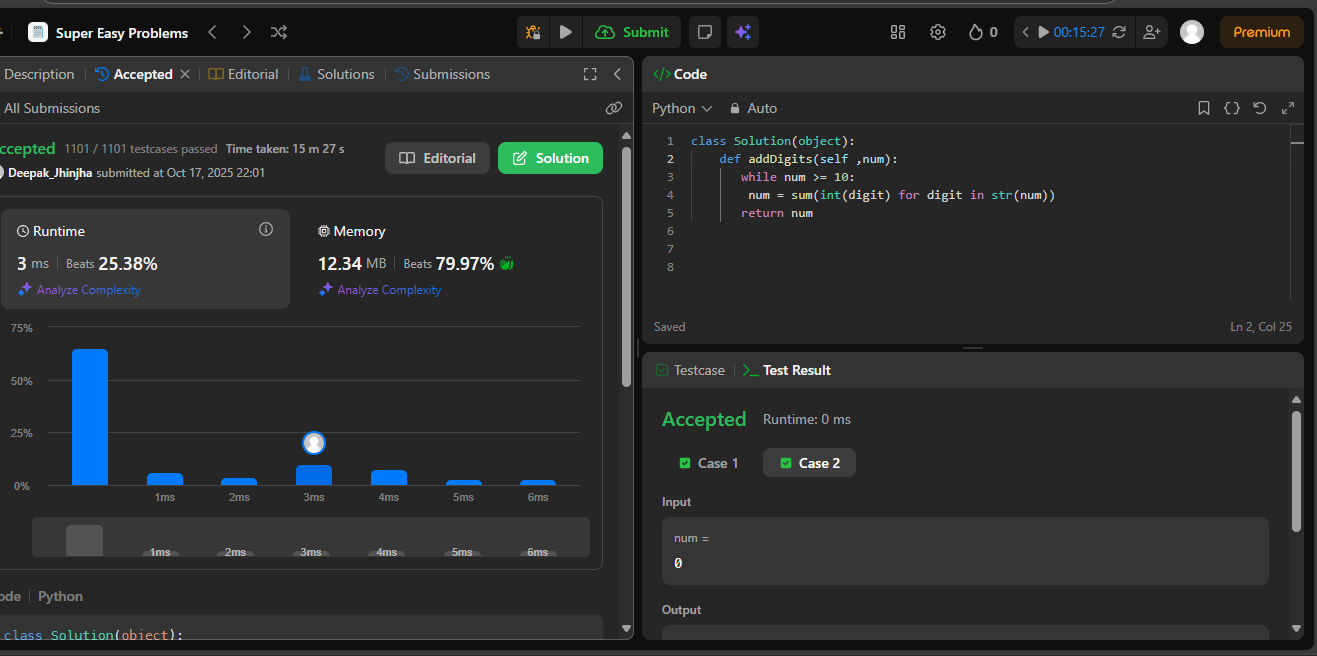 Super Easy Problems
Submit
0
00:15:27
Premium
Description
Accepted
Editorial
Solutions
Submissions
All Submissions
ccepted 1101 / 1101 testcases passed Time taken: 15 m 27 s
Deepak_Jhinjha submitted at Oct 17, 2025 22:01
Editorial
Solution
Runtime
3 ms Beats 25.38%
Analyze Complexity
Memory
12.34 MB Beats 79.97%
Analyze Complexity
75%
50%
25%
0%
1ms 2ms 3ms 4ms 5ms 6ms
1ms 2ms 3ms 4ms 5ms 6ms
ode Python
class Solution(object):
</> Code
Python Auto
1 class Solution(object):
2 def addDigits(self ,num):
3 while num >= 10:
4 num = sum(int(digit) for digit in str(num))
5 return num
6
7
8
Saved
Ln 2, Col 25
Testcase
Test Result
Accepted Runtime: 0 ms
Case 1 Case 2
Input
num =
0
Output